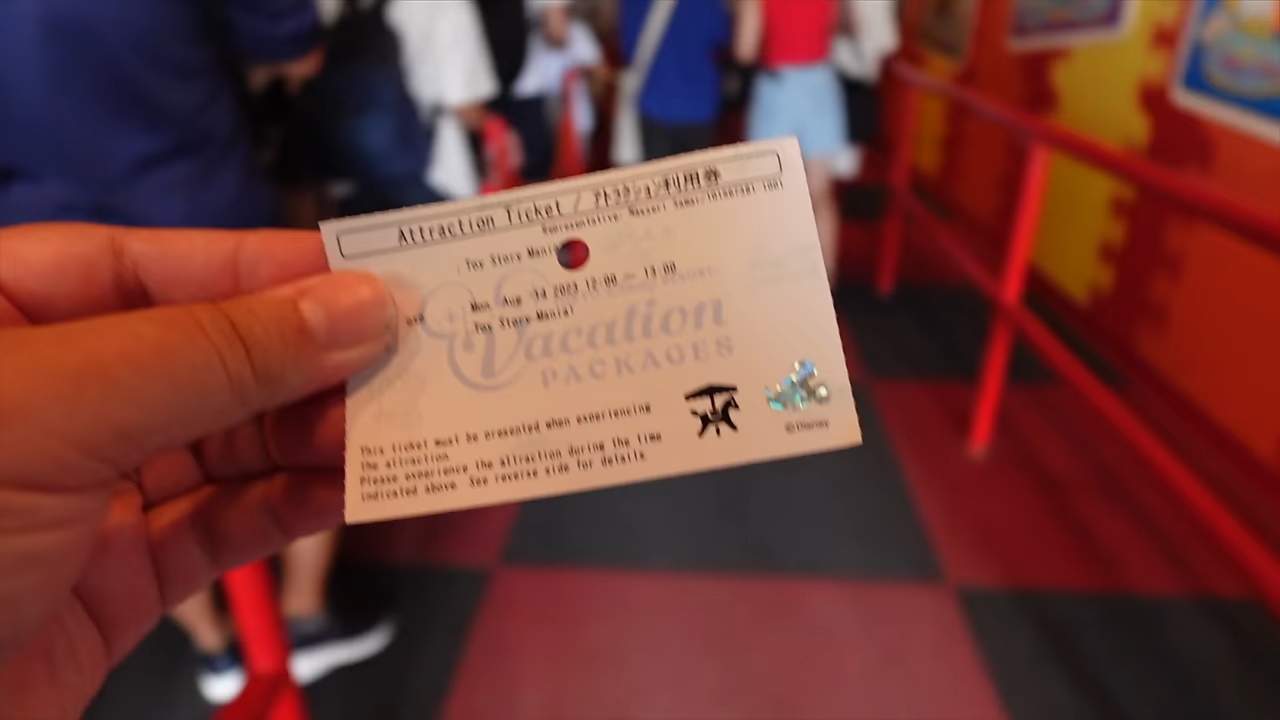 Attraction Ticket / アトラクション利用券
Representative:
Toy Story Mania!
Mon, Aug 14 2023 12:00 ー 13:00
Toy Story Mania!
Vacation
PACKAGES
This ticket must be presented when experiencing
the attraction.
Please experience the attraction during the time
indicated above. See reverse side for details
©Disney